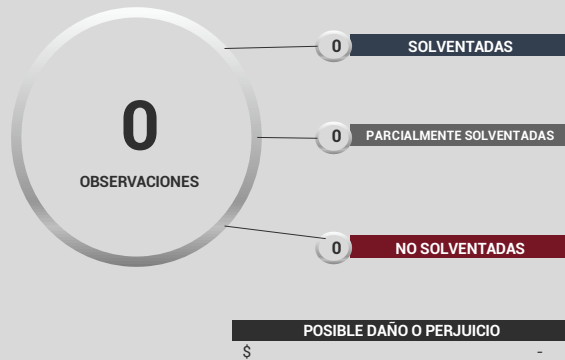 0
OBSERVACIONES
0 SOLVENTADAS
0 PARCIALMENTE SOLVENTADAS
0 NO SOLVENTADAS
POSIBLE DAÑO O PERJUICIO
$ -